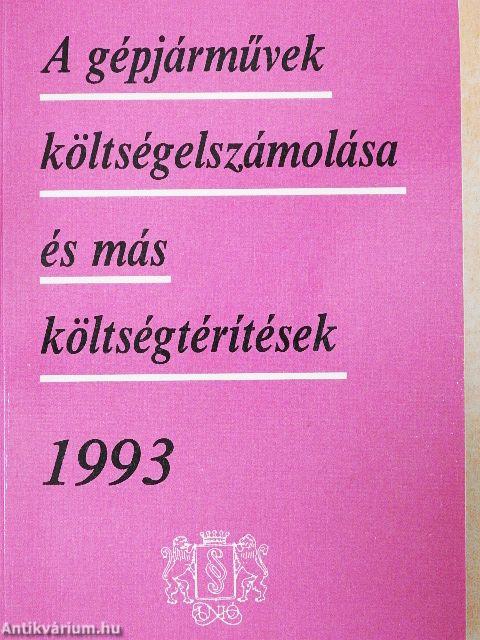 A gépjárművek
költségelszámolása
és más
költségtérítések
1993
§
Antikvárium.hu